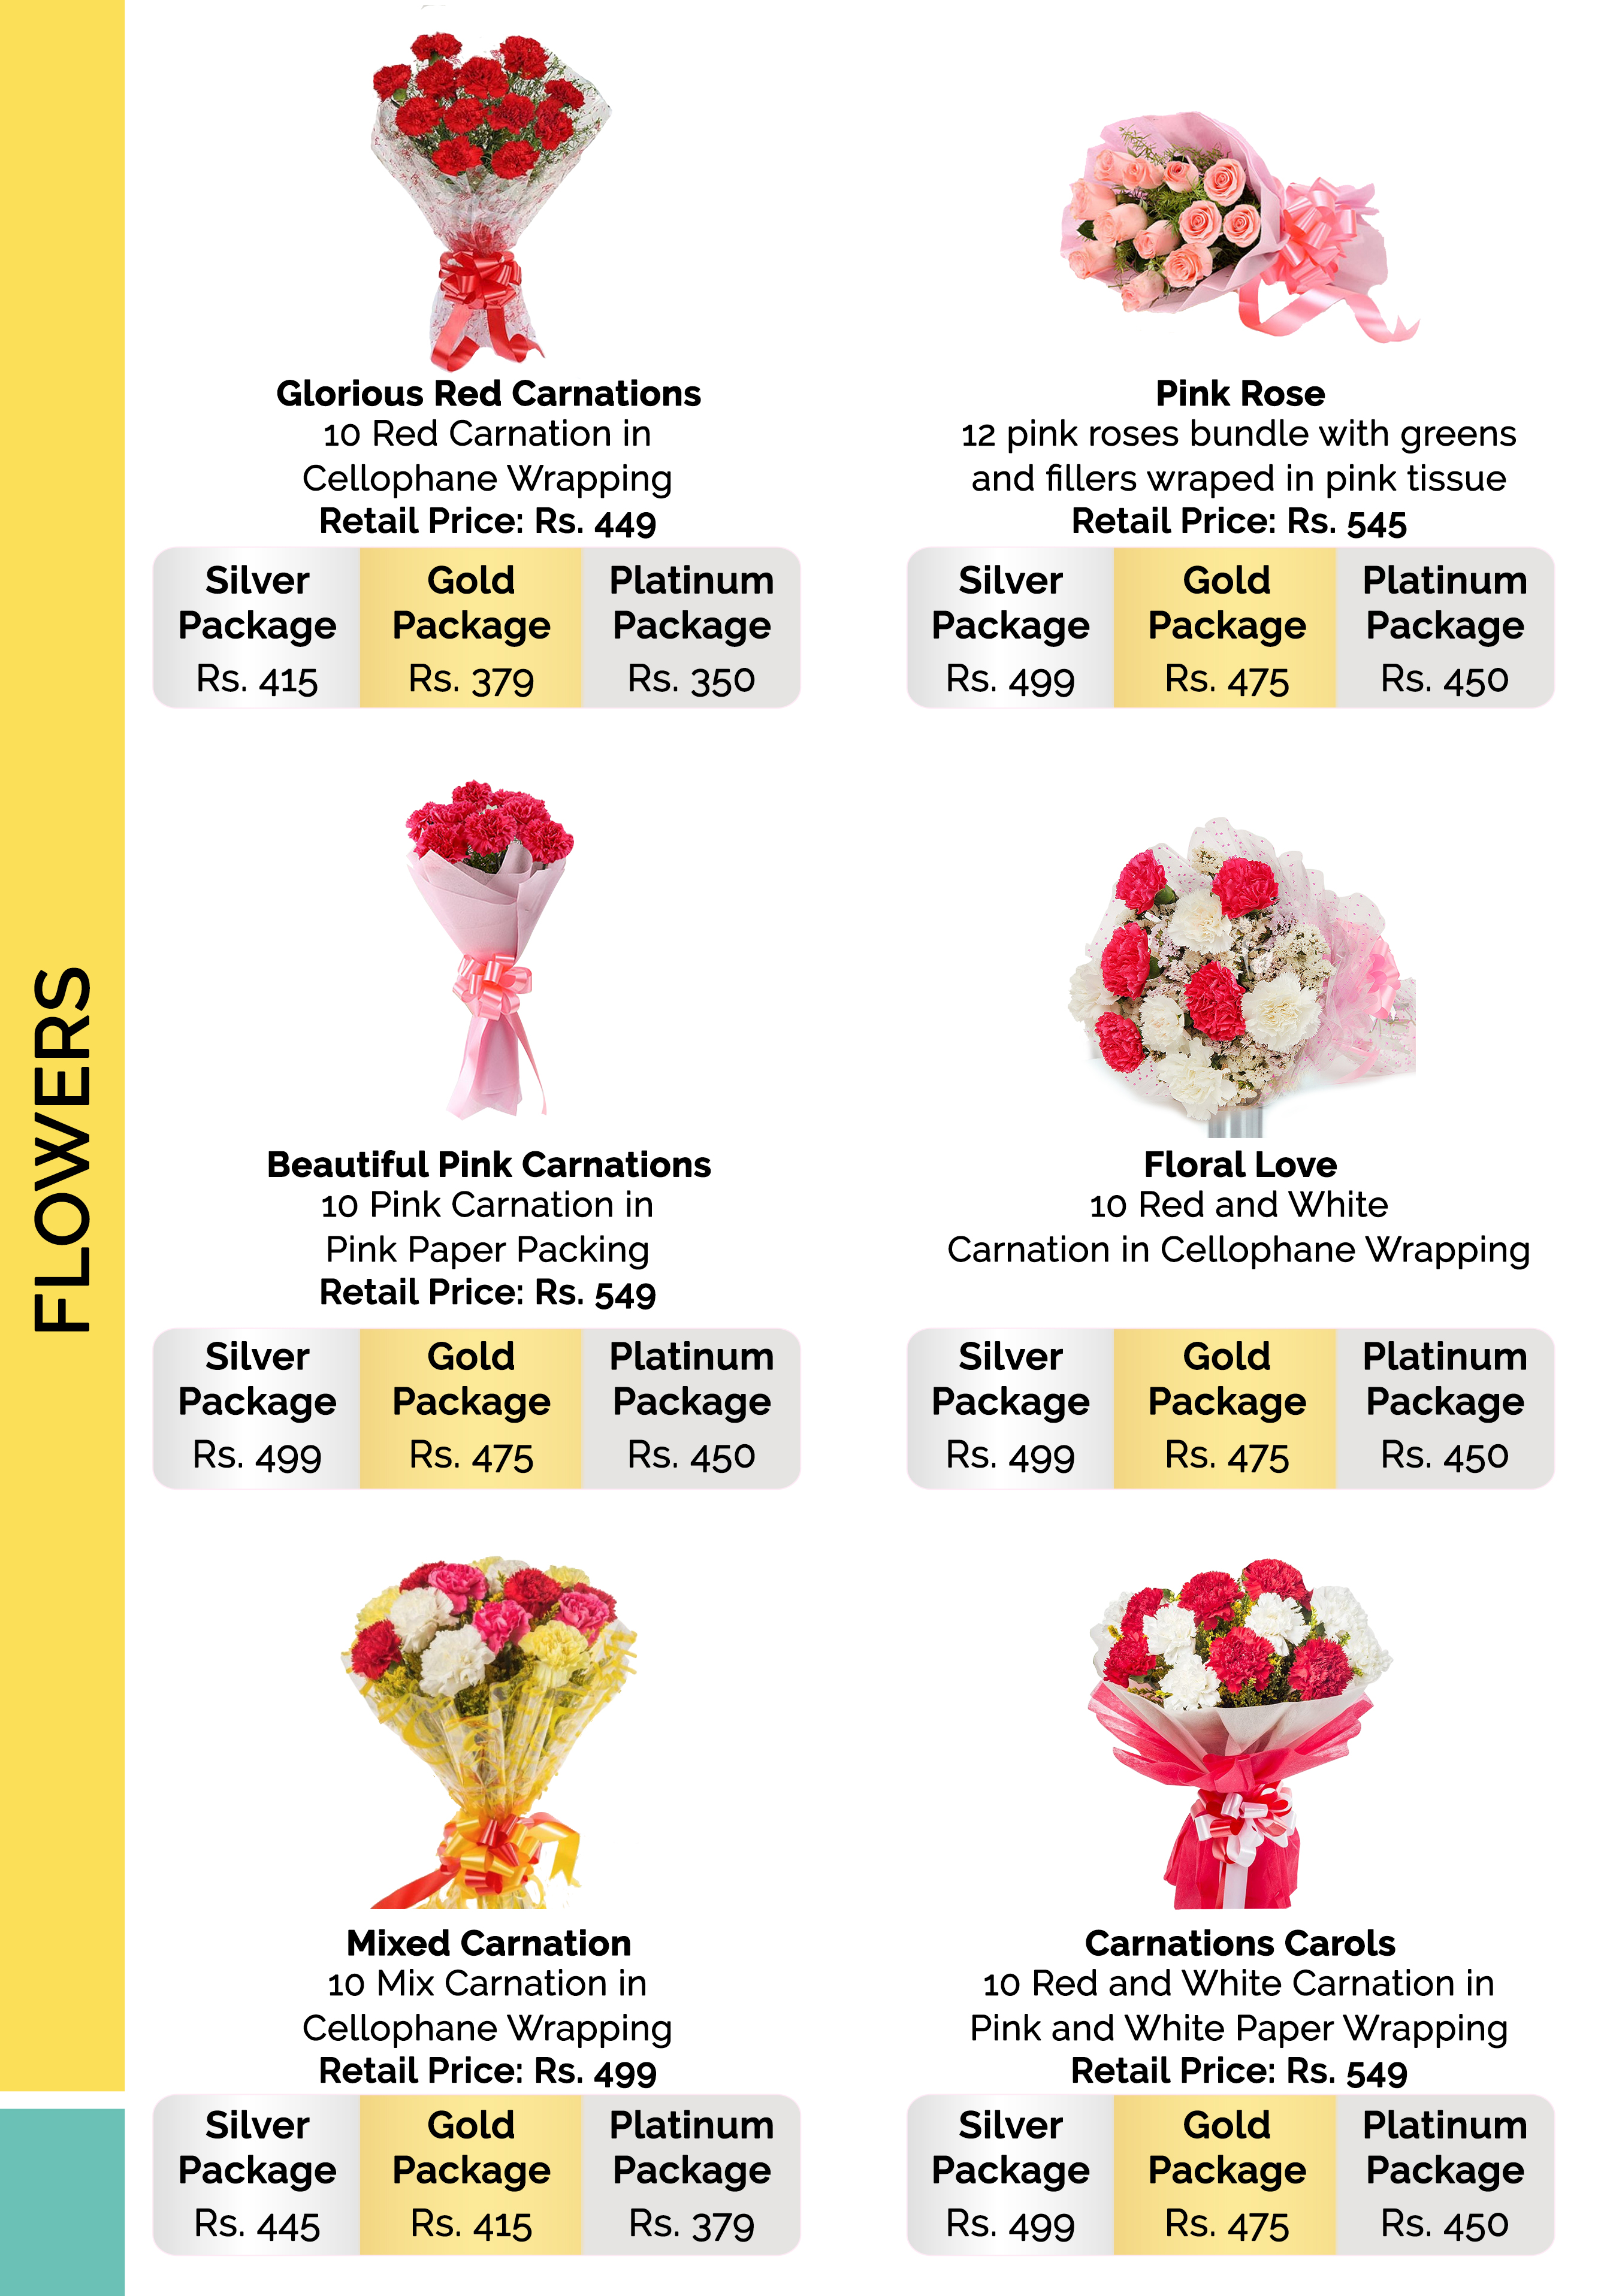 FLOWERS
Glorious Red Carnations
10 Red Carnation in
Cellophane Wrapping
Retail Price: Rs. 449
Silver Gold Platinum
Package Package Package
Rs. 415 Rs. 379 Rs. 350
Pink Rose
12 pink roses bundle with greens
and fillers wraped in pink tissue
Retail Price: Rs. 545
Silver Gold Platinum
Package Package Package
Rs. 499 Rs. 475 Rs. 450
Beautiful Pink Carnations
10 Pink Carnation in
Pink Paper Packing
Retail Price: Rs. 549
Silver Gold Platinum
Package Package Package
Rs. 499 Rs. 475 Rs. 450
Floral Love
10 Red and White
Carnation in Cellophane Wrapping
Silver Gold Platinum
Package Package Package
Rs. 499 Rs. 475 Rs. 450
Mixed Carnation
10 Mix Carnation in
Cellophane Wrapping
Retail Price: Rs. 499
Silver Gold Platinum
Package Package Package
Rs. 445 Rs. 415 Rs. 379
Carnations Carols
10 Red and White Carnation in
Pink and White Paper Wrapping
Retail Price: Rs. 549
Silver Gold Platinum
Package Package Package
Rs. 499 Rs. 475 Rs. 450